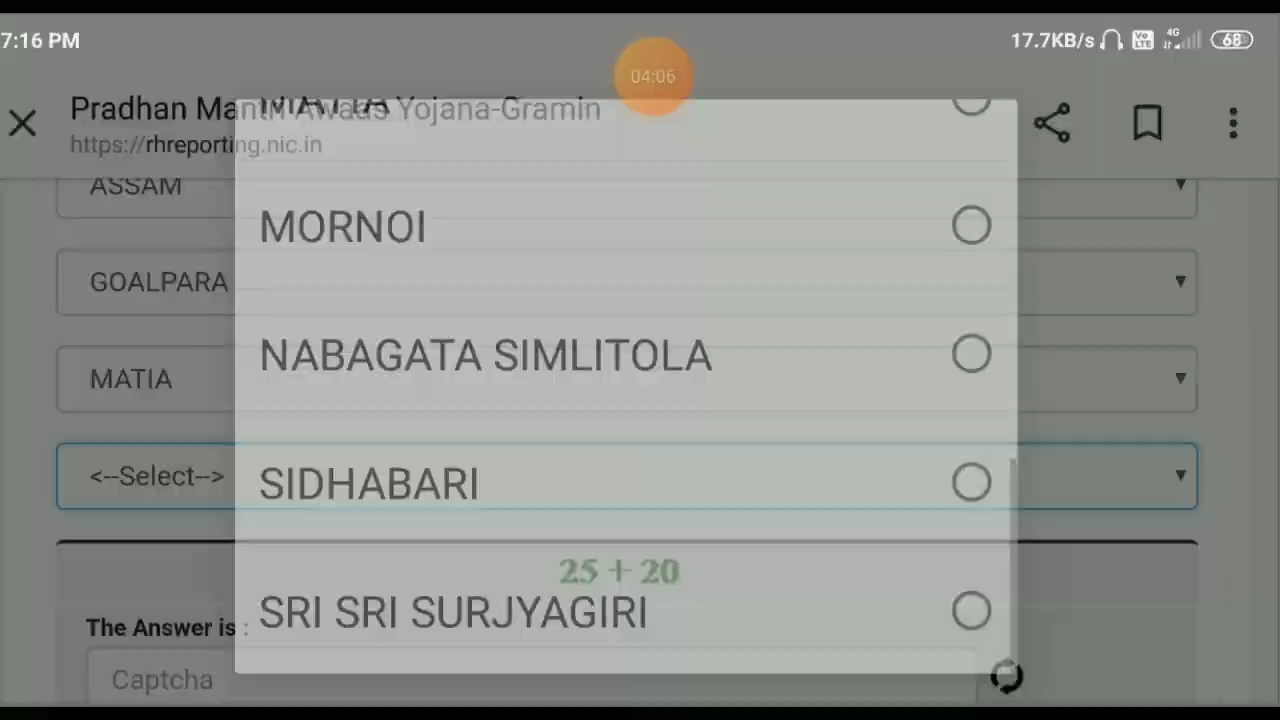 7:16 PM
17.7KB/s
4G
68
04:06
Pradhan Mantri Awaas Yojana-Gramin
https://rhreporting.nic.in
ASSAM
MORNOI
GOALPARA
NABAGATA SIMLITOLA
MATIA
<--Select-->
SIDHABARI
25 + 20
SRI SRI SURJYAGIRI
The Answer is :
Captcha